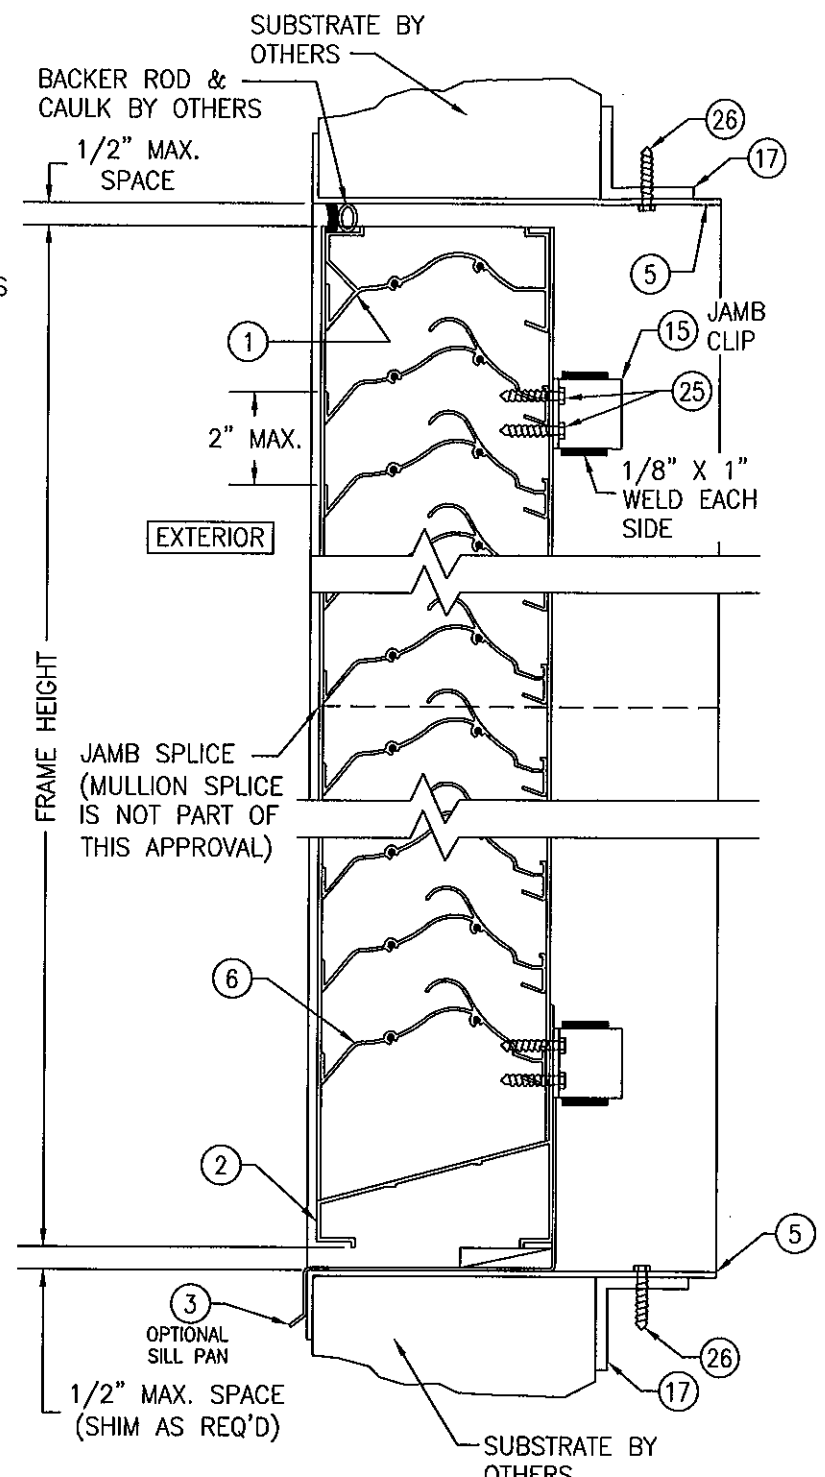 SUBSTRATE BY
OTHERS
BACKER ROD &
CAULK BY OTHERS
1/2" MAX.
SPACE
26
17
5
S
1
15
JAMB
CLIP
25
2" MAX.
1/8" X 1"
WELD EACH
SIDE
EXTERIOR
FRAME HEIGHT
JAMB SPLICE
(MULLION SPLICE
IS NOT PART OF
THIS APPROVAL)
6
2
5
3
OPTIONAL
SILL PAN
26
17
1/2" MAX. SPACE
(SHIM AS REQ'D)
SUBSTRATE BY
OTHERS